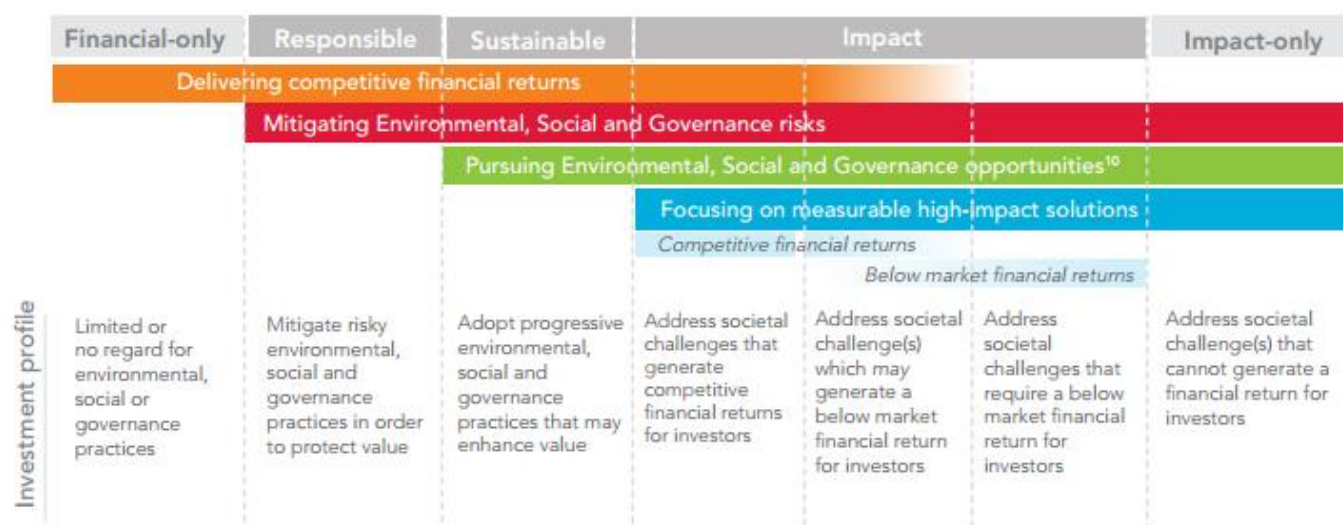 Financial-only
Responsible
Sustainable
Impact
Impact-only
Delivering competitive financial returns
Mitigating Environmental, Social and Governance risks
Pursuing Environmental, Social and Governance opportunities¹⁰
Focusing on measurable high-impact solutions
Competitive financial returns
Below market financial returns
Investment profile
Limited or
no regard for
environmental,
social or
governance
practices
Mitigate risky
environmental,
social and
governance
practices in order
to protect value
Adopt progressive
environmental,
social and
governance
practices that may
enhance value
Address societal
challenges that
generate
competitive
financial returns
for investors
Address societal
challenge(s)
which may
generate a
below market
financial return
for investors
Address
societal
challenges that
require a below
market financial
return for
investors
Address societal
challenge(s) that
cannot generate a
financial return for
investors